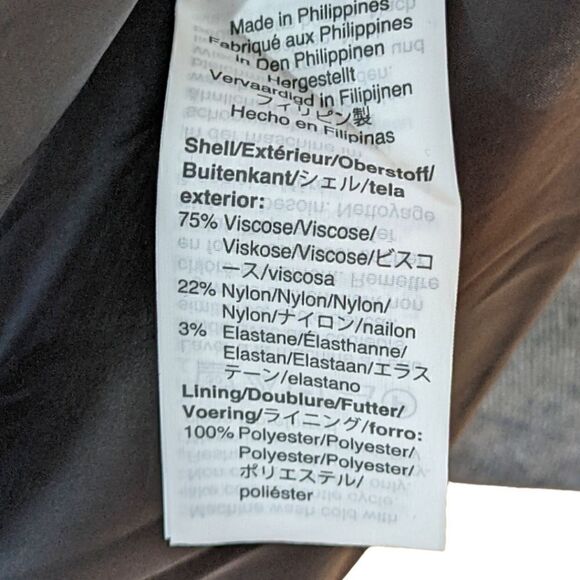 Made in Philippines
Fabriqué aux Philippines
In Den Philippinen
Hergestellt
Vervaardigd in Filipijnen
フィリピン製
Hecho en Filipinas
Shell/Extérieur/Oberstoff/
Buitenkant/シェル/tela
exterior:
75% Viscose/Viscose/
Viskose/Viscose/ビスコ
ース/viscosa
22% Nylon/Nylon/Nylon/
Nylon/ナイロン/nailon
3% Elastane/Élasthanne/
Elastan/Elastaan/エラス
テーン/elastano
Lining/Doublure/Futter/
Voering/ライニング/forro:
100% Polyester/Polyester/
Polyester/Polyester/
ポリエステル/
poliéster